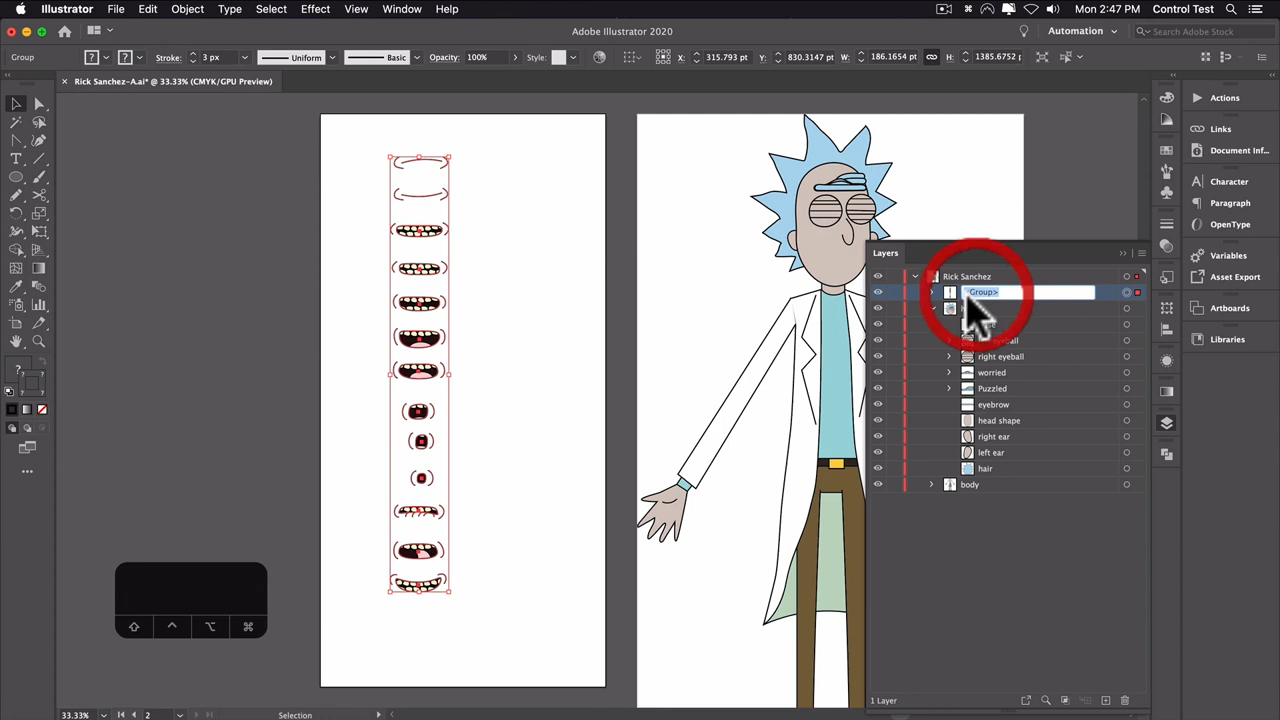 Illustrator File Edit Object Type Select Effect View Window Help Mon 2:47 PM Control Test
Adobe Illustrator 2020 Automation Search Adobe Stock
Group ? ? Stroke: 3 px Uniform Basic Opacity: 100% Style: X: 315.793 pt Y: 830.3147 pt W: 186.1654 pt H: 1385.6752 p
Rick Sanchez-A.ai* @ 33.33% (CMYK/GPU Preview)
Actions
Links
Document Inf...
Character
Paragraph
OpenType
Variables
Asset Export
Artboards
Libraries
Layers
Rick Sanchez
<Group>
eyeball
right eyeball
worried
Puzzled
eyebrow
head shape
right ear
left ear
hair
body
1 Layer
?
33.33% 2 Selection